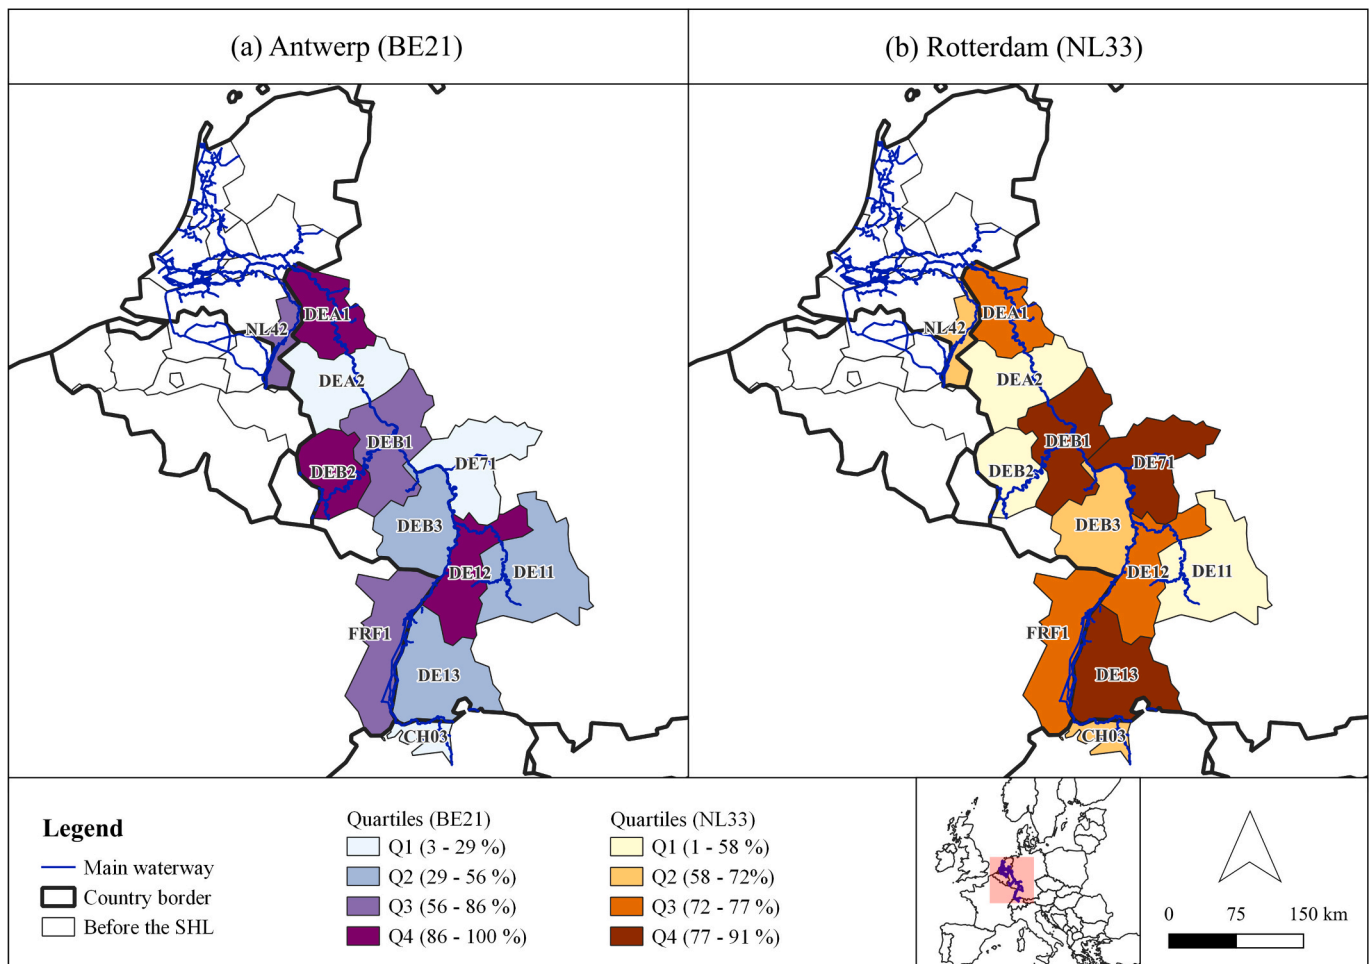 (a) Antwerp (BE21)
(b) Rotterdam (NL33)
NL42
DEA1
DEA2
DEB1
DEB2
DE71
DEB3
DE12
DE11
FRF1
DE13
CH03
NL42
DEA1
DEA2
DEB1
DEB2
DE71
DEB3
DE12
DE11
FRF1
DE13
CH03
Legend
Main waterway
Country border
Before the SHL
Quartiles (BE21)
Q1 (3 - 29 %)
Q2 (29 - 56 %)
Q3 (56 - 86 %)
Q4 (86 - 100 %)
Quartiles (NL33)
Q1 (1 - 58 %)
Q2 (58 - 72%)
Q3 (72 - 77 %)
Q4 (77 - 91 %)
0 75 150 km